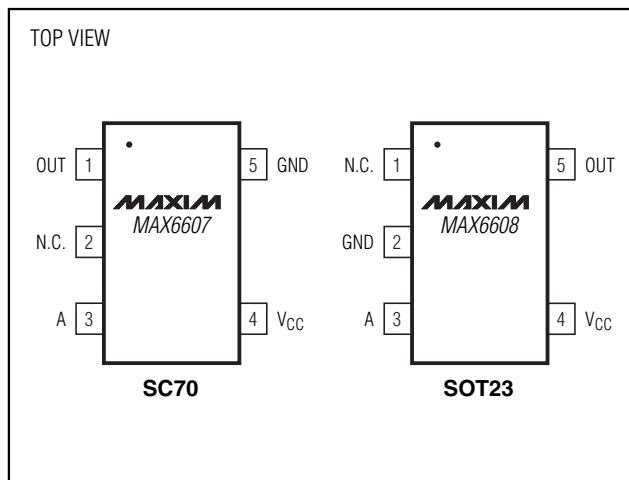 TOP VIEW
OUT 1
5 GND
MAXIM
MAX6607
N.C. 2
A 3
4 VCC
SC70
N.C. 1
5 OUT
MAXIM
MAX6608
GND 2
A 3
4 VCC
SOT23